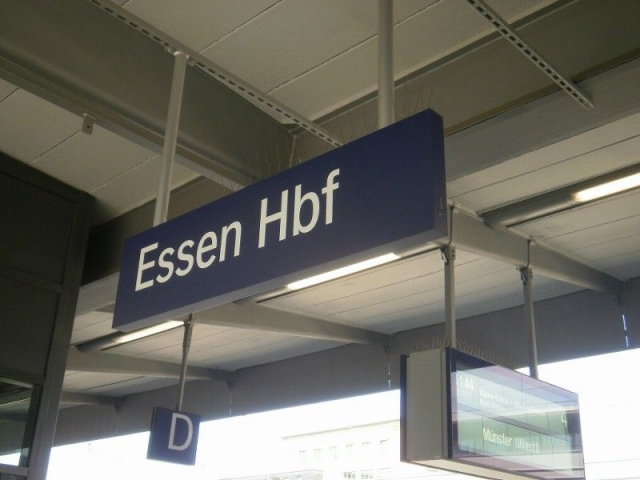 Essen Hbf
D
Münster (Westf)